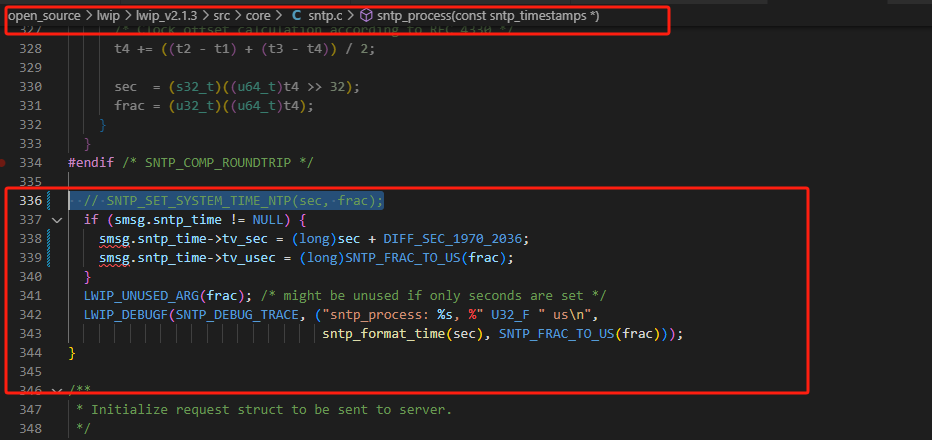 open_source > lwip > lwip_v2.1.3 > src > core > C sntp.c > sntp_process(const sntp_timestamps *)
327 /* Clock offset calculation according to RFC 4330 */
328 t4 += ((t2 - t1) + (t3 - t4)) / 2;
329
330 sec  = (s32_t)((u64_t)t4 >> 32);
331 frac = (u32_t)((u64_t)t4);
332 }
333 }
334 #endif /* SNTP_COMP_ROUNDTRIP */
335
336 // SNTP_SET_SYSTEM_TIME_NTP(sec, frac);
337 if (smsg.sntp_time != NULL) {
338 smsg.sntp_time->tv_sec = (long)sec + DIFF_SEC_1970_2036;
339 smsg.sntp_time->tv_usec = (long)SNTP_FRAC_TO_US(frac);
340 }
341 LWIP_UNUSED_ARG(frac); /* might be unused if only seconds are set */
342 LWIP_DEBUGF(SNTP_DEBUG_TRACE, ("sntp_process: %s, %" U32_F " us\n",
343 sntp_format_time(sec), SNTP_FRAC_TO_US(frac)));
344 }
345
346 /**
347 * Initialize request struct to be sent to server.
348 */